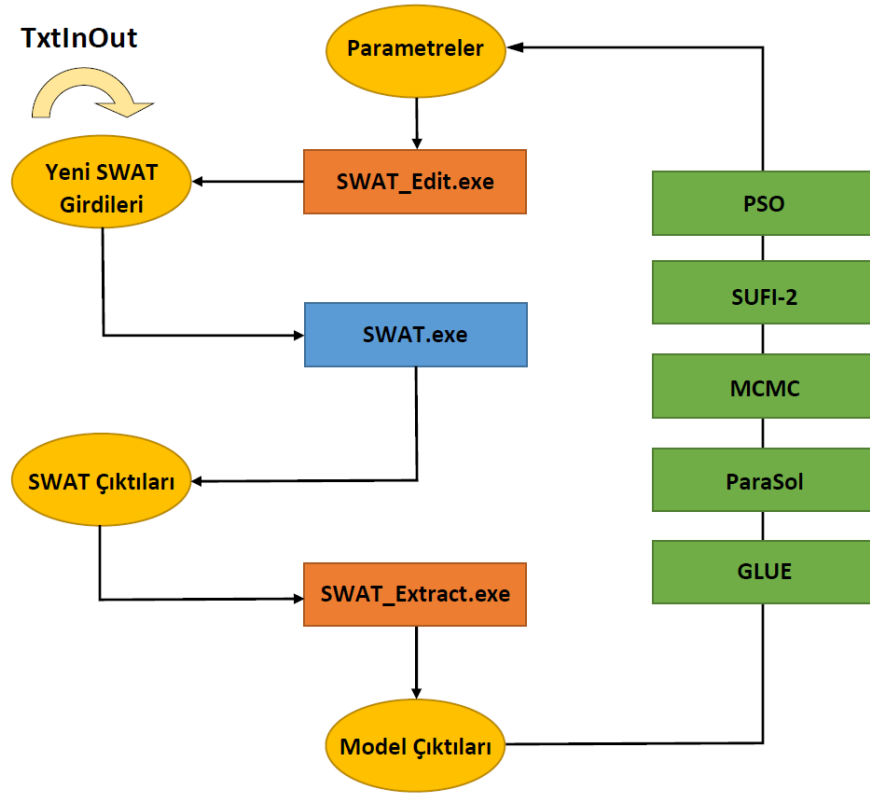 TxtInOut
Parametreler
Yeni SWAT
Girdileri
SWAT_Edit.exe
PSO
SUFI-2
SWAT.exe
MCMC
SWAT Çıktıları
ParaSol
GLUE
SWAT_Extract.exe
Model Çıktıları